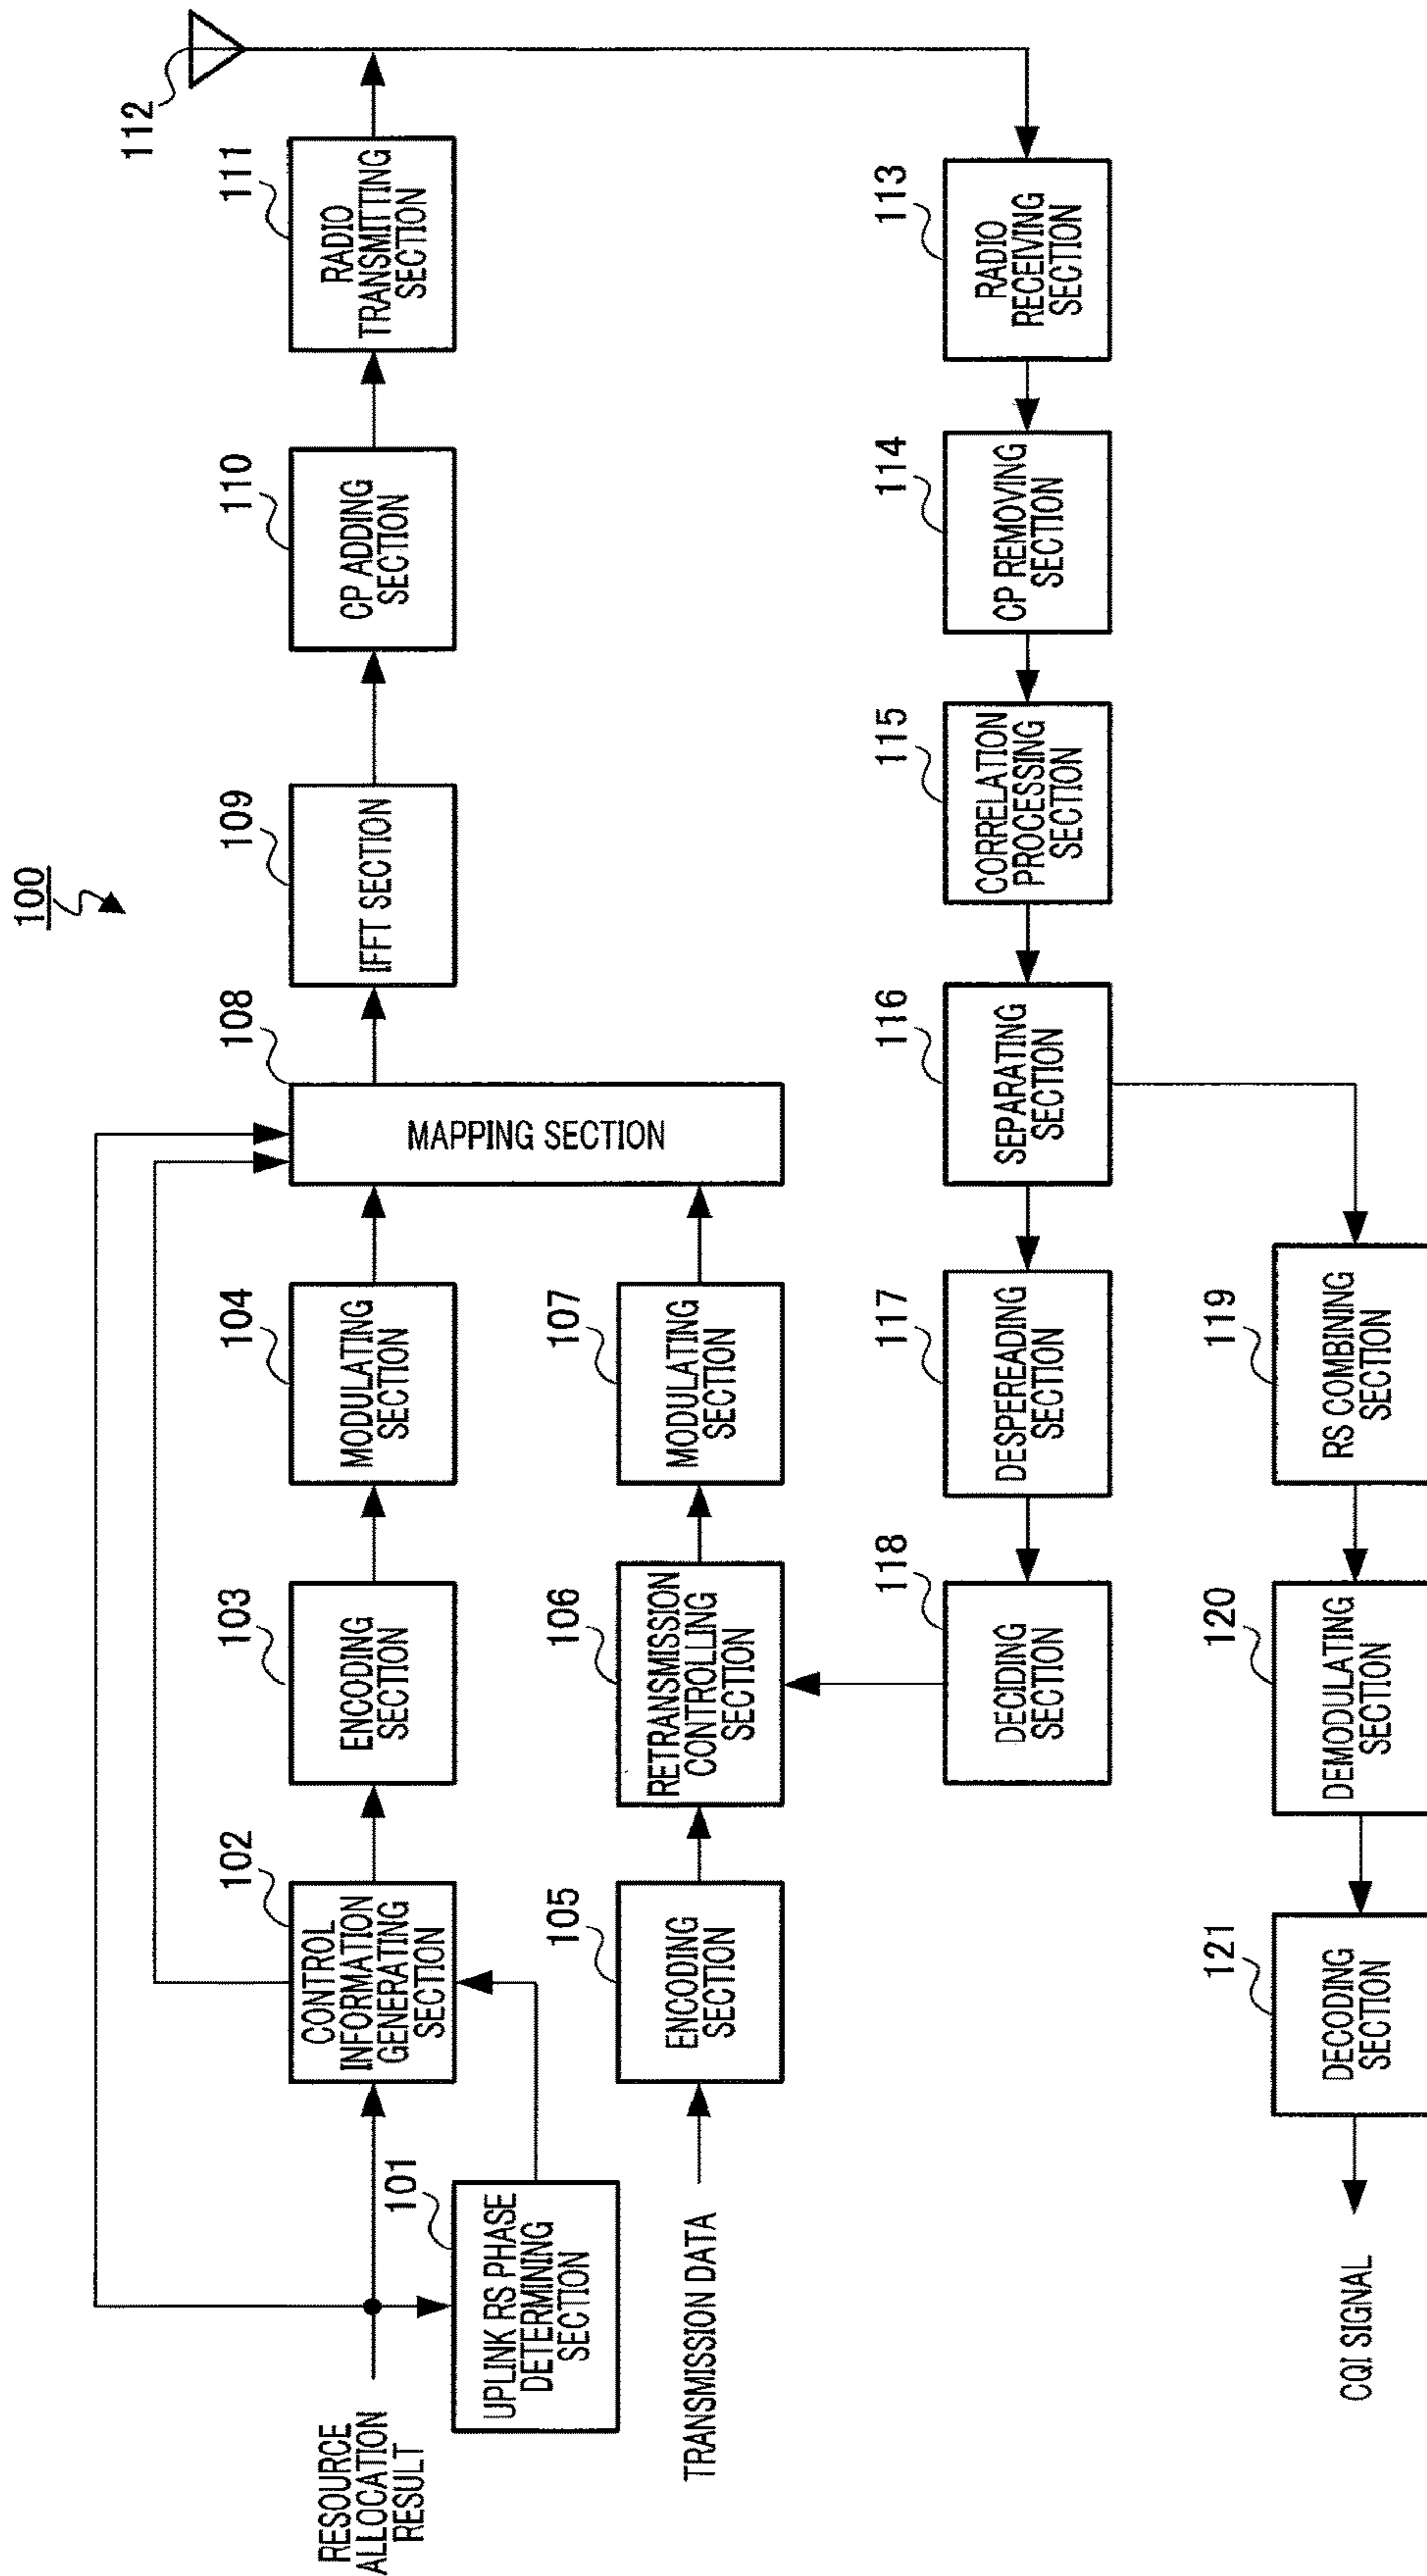 100
RESOURCE
ALLOCATION
RESULT
101
UPLINK RS PHASE
DETERMINING
SECTION
102
CONTROL
INFORMATION
GENERATING
SECTION
103
ENCODING
SECTION
104
MODULATING
SECTION
TRANSMISSION DATA
105
ENCODING
SECTION
106
RETRANSMISSION
CONTROLLING
SECTION
107
MODULATING
SECTION
108
MAPPING SECTION
109
IFFT SECTION
110
CP ADDING
SECTION
111
RADIO
TRANSMITTING
SECTION
112
113
RADIO
RECEIVING
SECTION
114
CP REMOVING
SECTION
115
CORRELATION
PROCESSING
SECTION
116
SEPARATING
SECTION
117
DESPEREADING
SECTION
118
DECIDING
SECTION
119
RS COMBINING
SECTION
120
DEMODULATING
SECTION
121
DECODING
SECTION
CQI SIGNAL